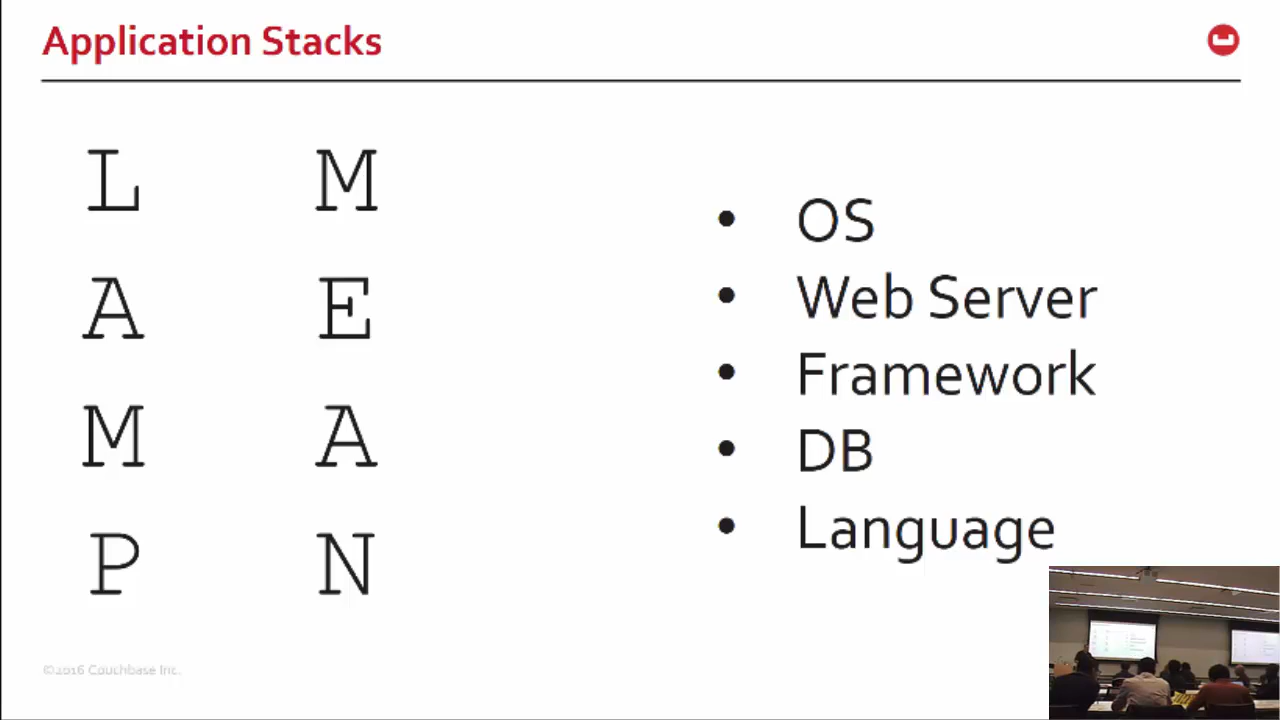 Application Stacks
L M
A E
M A
P N
• OS
• Web Server
• Framework
• DB
• Language
©2016 Couchbase Inc.